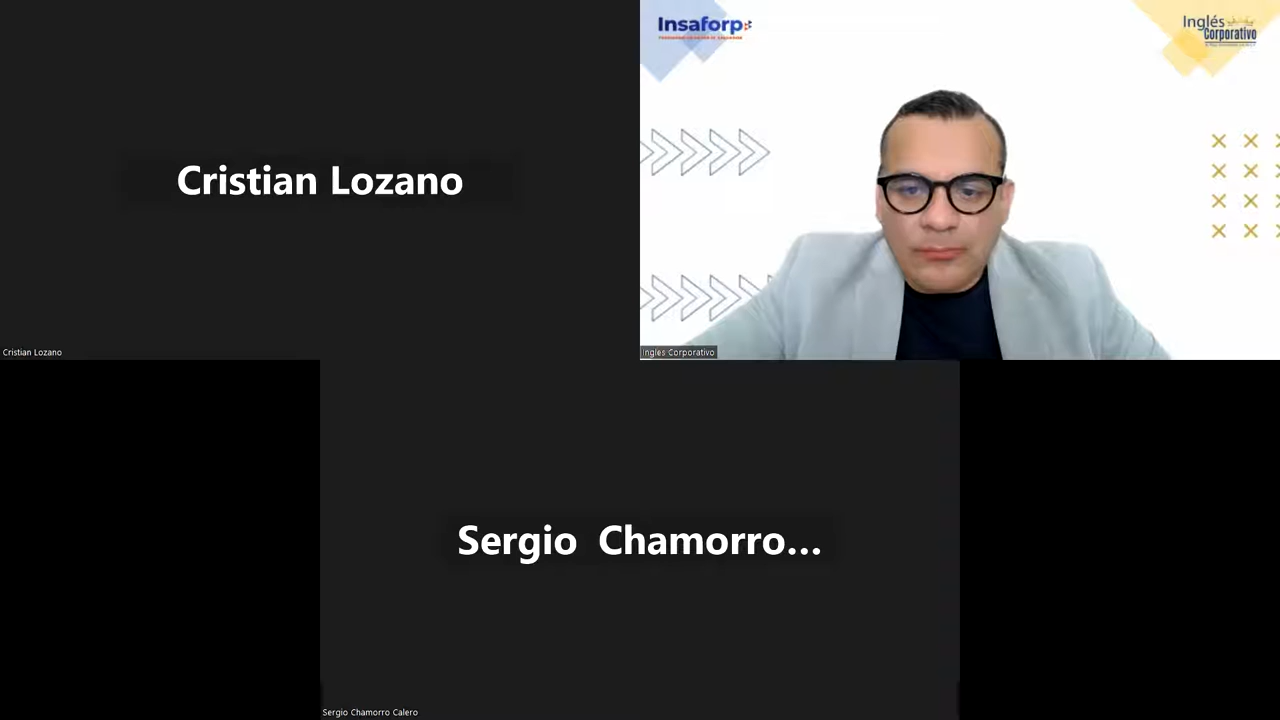 Cristian Lozano
Cristian Lozano
Insaforp
Inglés
Corporativo
Ingles Corporativo
Sergio Chamorro...
Sergio Chamorro Calero